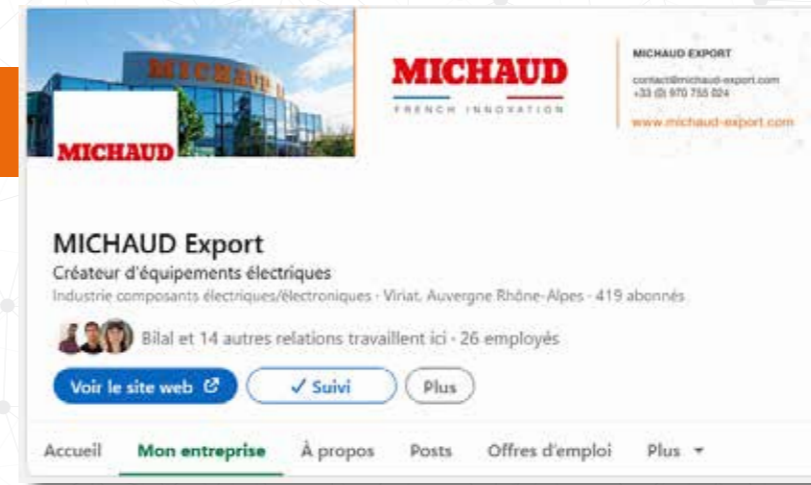 MICHAUD
MICHAUD
MICHAUD
FRENCH INNOVATION
MICHAUD EXPORT
contact@michaud-export.com
+33 (0) 970 755 024
www.michaud-export.com
MICHAUD Export
Créateur d'équipements électriques
Industrie composants électriques/électroniques · Viriat, Auvergne Rhône-Alpes · 419 abonnés
Bilal et 14 autres relations travaillent ici · 26 employés
Voir le site web
✓ Suivi
Plus
Accueil Mon entreprise À propos Posts Offres d'emploi Plus